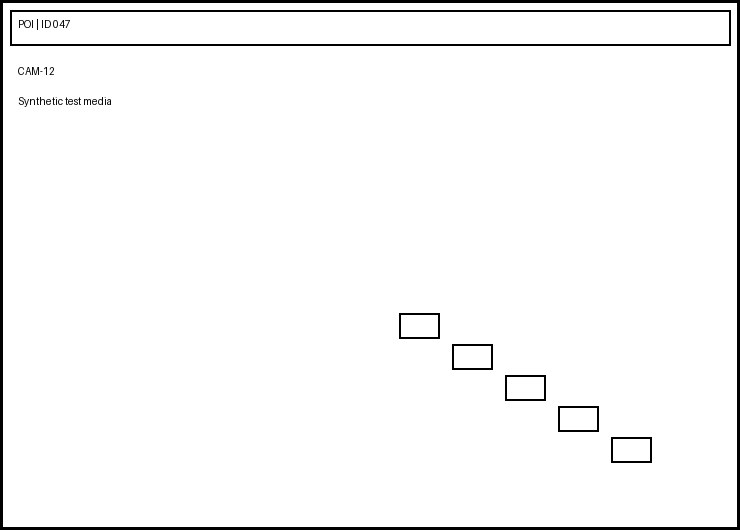 POI | ID 047
CAM-12
Synthetic test media